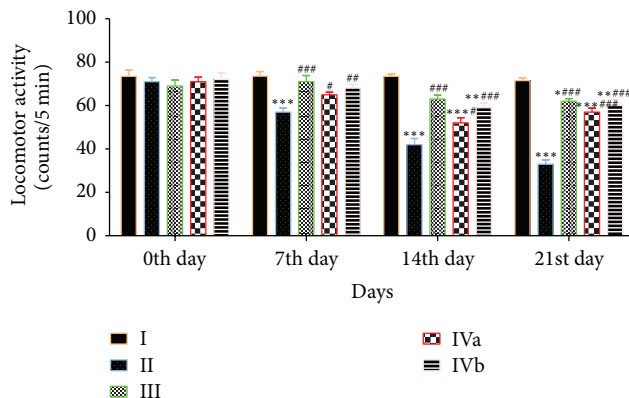 100
80
60
40
20
0
Locomotor activity
(counts/5 min)
***
###
#
##
***
###
***#
**###
***
*###
***###
**###
0th day
7th day
14th day
21st day
Days
I
II
III
IVa
IVb